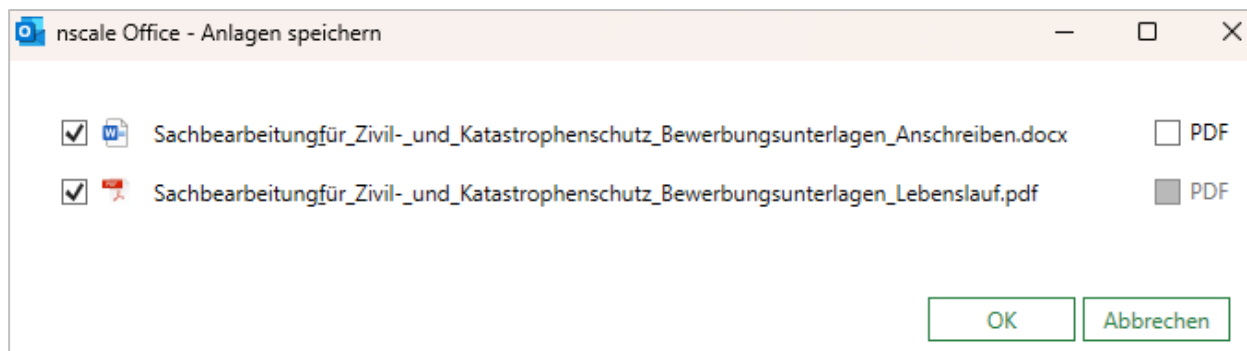 nscale Office - Anlagen speichern
Sachbearbeitungfür_Zivil-_und_Katastrophenschutz_Bewerbungsunterlagen_Anschreiben.docx PDF
Sachbearbeitungfür_Zivil-_und_Katastrophenschutz_Bewerbungsunterlagen_Lebenslauf.pdf PDF
OK Abbrechen